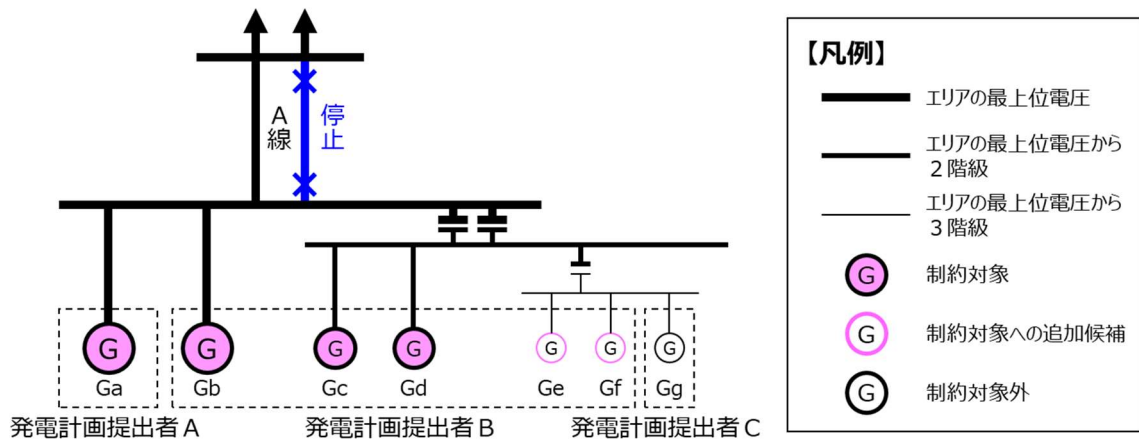 A線
停止
G
G
G
G
G
G
G
Ga
Gb
Gc
Gd
Ge
Gf
Gg
発電計画提出者A
発電計画提出者B
発電計画提出者C
【凡例】
エリアの最上位電圧
エリアの最上位電圧から
2階級
エリアの最上位電圧から
3階級
G
制約対象
G
制約対象への追加候補
G
制約対象外